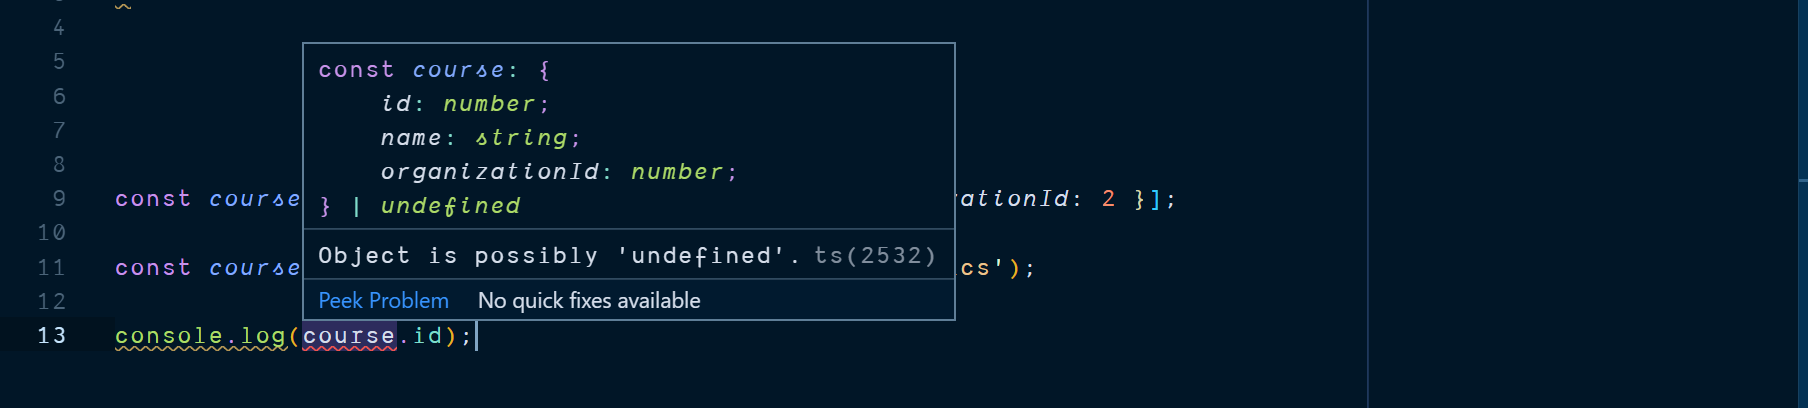 4
5
6
7
8
9 const course
10
11 const course
12
13 console.log(course.id);
const course: {
id: number;
name: string;
organizationId: number;
} | undefined
Object is possibly 'undefined'. ts(2532)
Peek Problem No quick fixes available
ationId: 2 }];
cs');